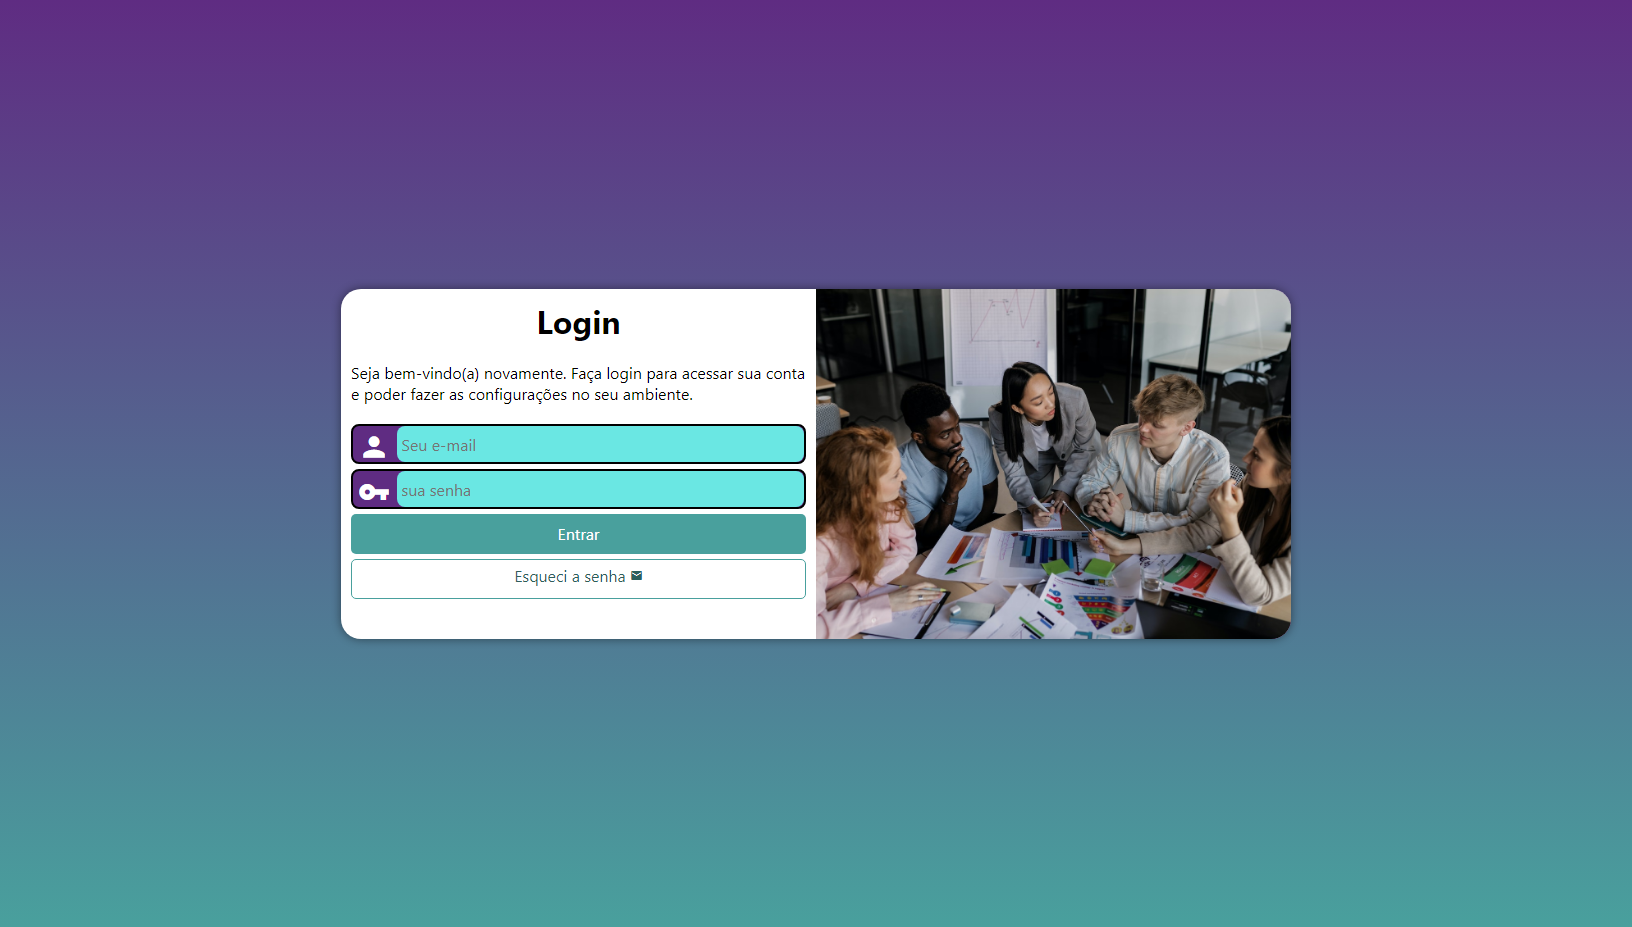 Login
Seja bem-vindo(a) novamente. Faça login para acessar sua conta
e poder fazer as configurações no seu ambiente.
Seu e-mail
sua senha
Entrar
Esqueci a senha